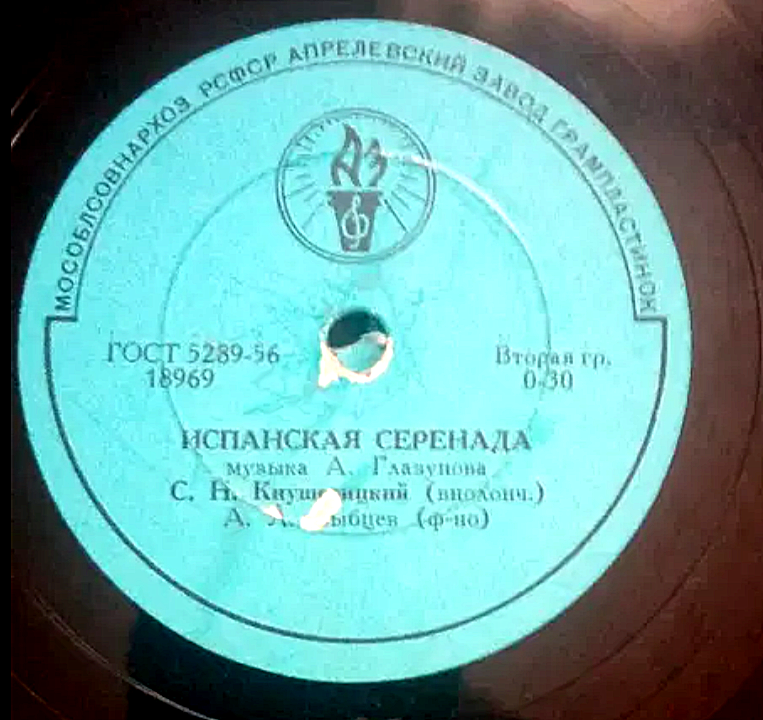 МОСОБЛСОВНАРХОЗ РСФСР АПРЕЛЕВСКИЙ ЗАВОД ГРАМПЛАСТИНОК
АЗ
ГОСТ 5289-56
18969
Вторая гр.
0-30
ИСПАНСКАЯ СЕРЕНАДА
музыка А. Глазунова
С. Н. (виолонч.)
А. А. (ф-но)